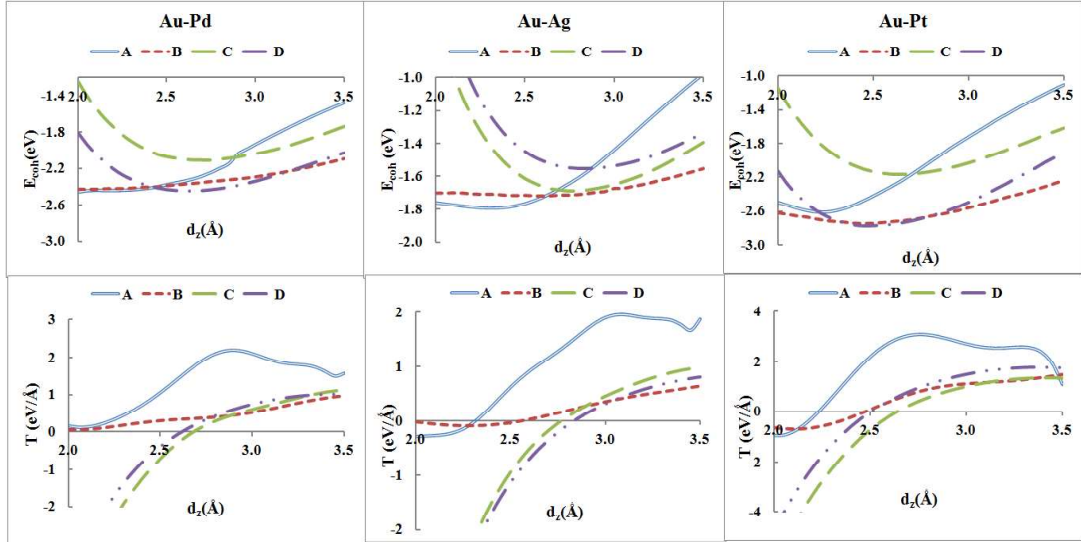 Au-Pd
A B C D
2.0 2.5 3.0 3.5
-1.4
-1.8
-2.2
-2.6
-3.0
Ecoh(eV)
dz(Å)
Au-Ag
A B C D
-1.0
2.0 2.5 3.0 3.5
-1.2
-1.4
-1.6
-1.8
-2.0
Ecoh(eV)
dz(Å)
Au-Pt
A B C D
-1.0
2.0 2.5 3.0 3.5
-1.4
-1.8
-2.2
-2.6
-3.0
Ecoh(eV)
dz(Å)
A B C D
3
2
1
0
2.0 2.5 3.0 3.5
-1
-2
T (eV/Å)
dz(Å)
A B C D
2
1
0
2.0 2.5 3.0 3.5
-1
-2
T (eV/Å)
dz(Å)
A B C D
4
2
0
2.0 2.5 3.0 3.5
-2
-4
T (eV/Å)
dz(Å)